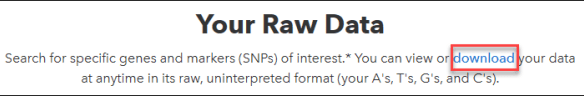 Your Raw Data
Search for specific genes and markers (SNPs) of interest.* You can view or download your data
at anytime in its raw, uninterpreted format (your A's, T's, G's, and C's).